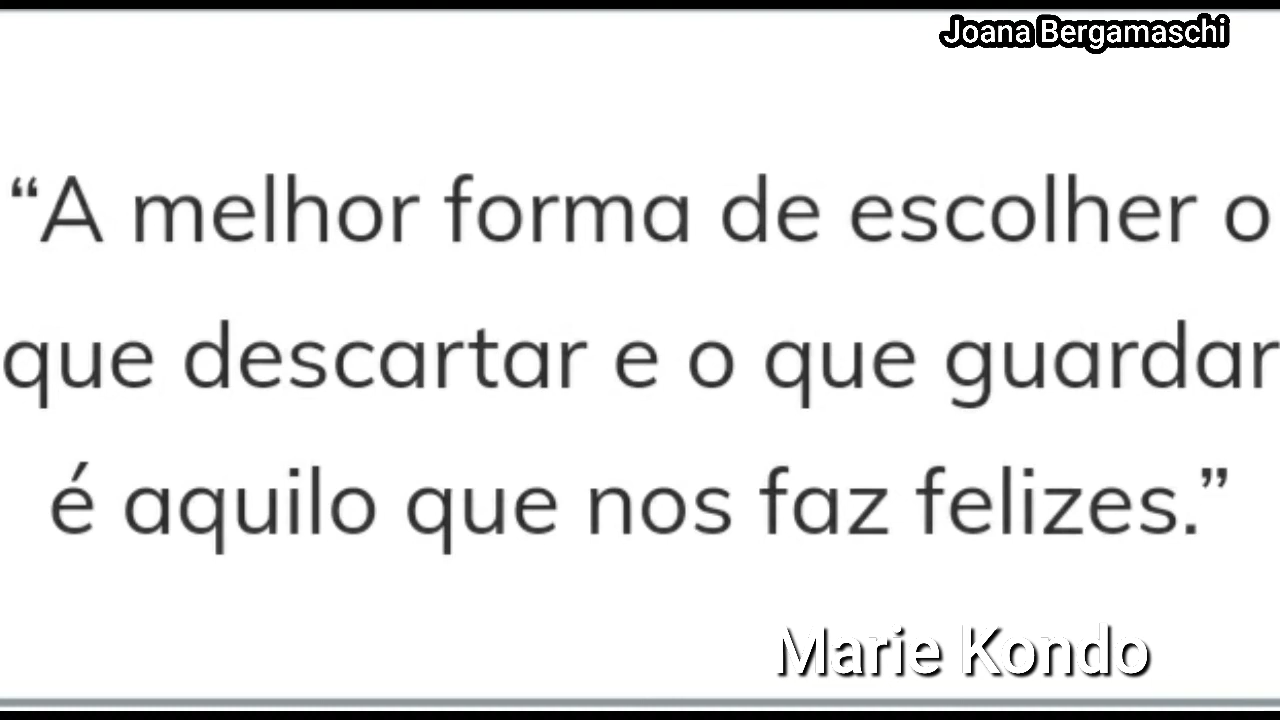 Joana Bergamaschi
“A melhor forma de escolher o
que descartar e o que guardar
é aquilo que nos faz felizes.”
Marie Kondo